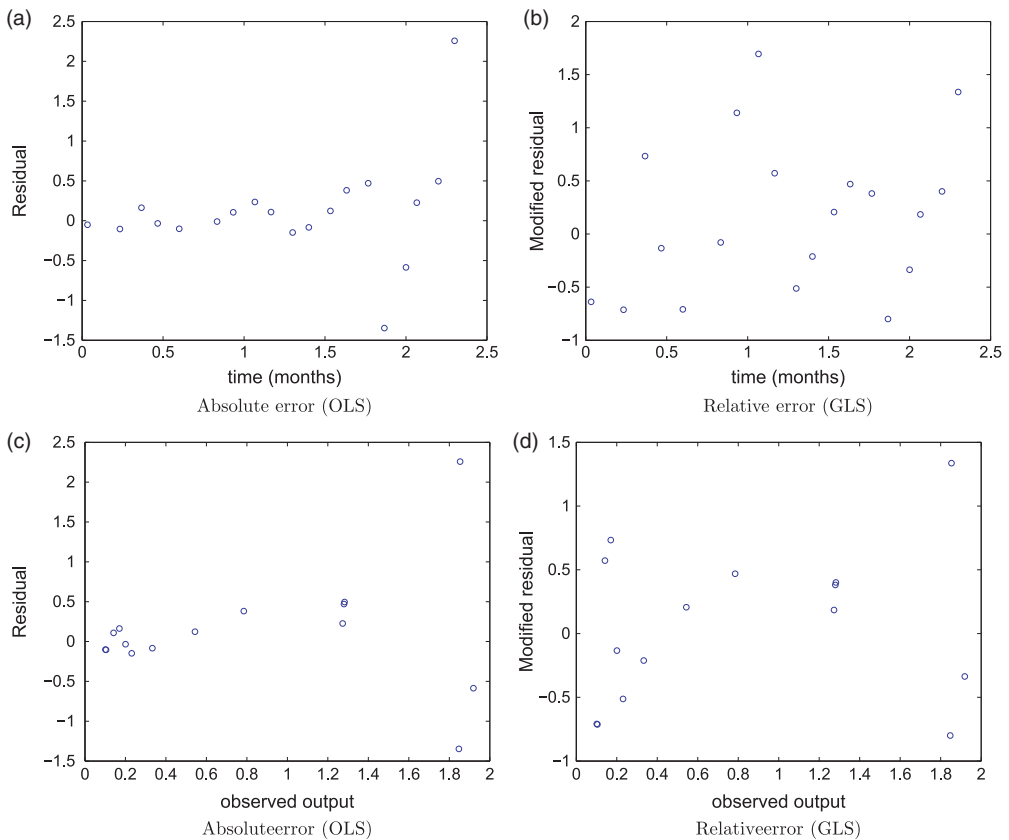 (a)
2.5
2
1.5
1
0.5
0
−0.5
−1
−1.5
Residual
0 0.5 1 1.5 2 2.5
time (months)
Absolute error (OLS)
(b)
2
1.5
1
0.5
0
−0.5
−1
Modified residual
0 0.5 1 1.5 2 2.5
time (months)
Relative error (GLS)
(c)
2.5
2
1.5
1
0.5
0
−0.5
−1
−1.5
Residual
0 0.2 0.4 0.6 0.8 1 1.2 1.4 1.6 1.8 2
observed output
Absoluteerror (OLS)
(d)
1.5
1
0.5
0
−0.5
−1
Modified residual
0 0.2 0.4 0.6 0.8 1 1.2 1.4 1.6 1.8 2
observed output
Relativeerror (GLS)